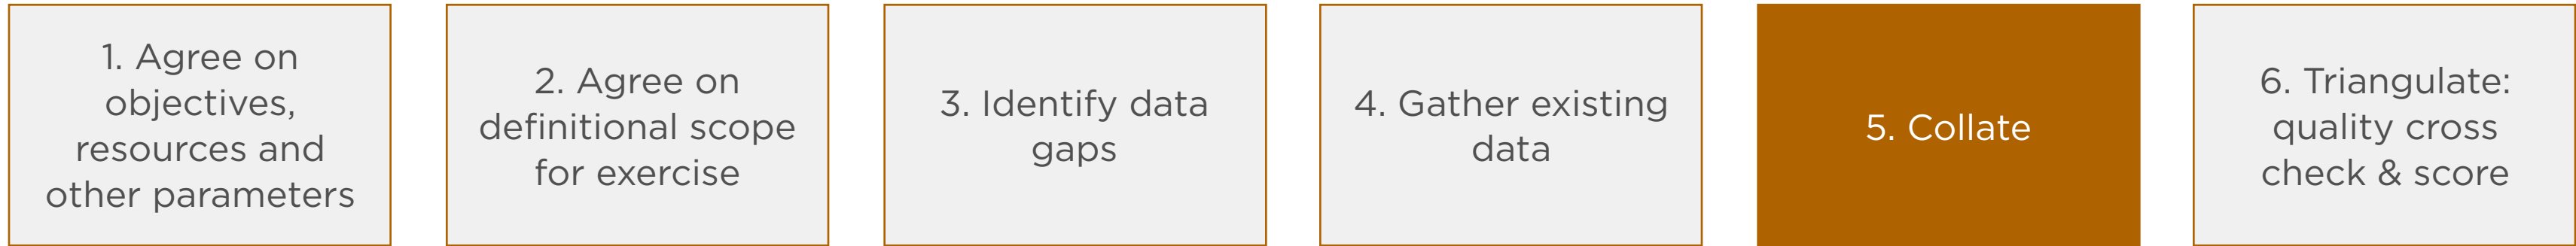 1. Agree on
objectives,
resources and
other parameters
2. Agree on
definitional scope
for exercise
3. Identify data
gaps
4. Gather existing
data
5. Collate
6. Triangulate:
quality cross
check & score